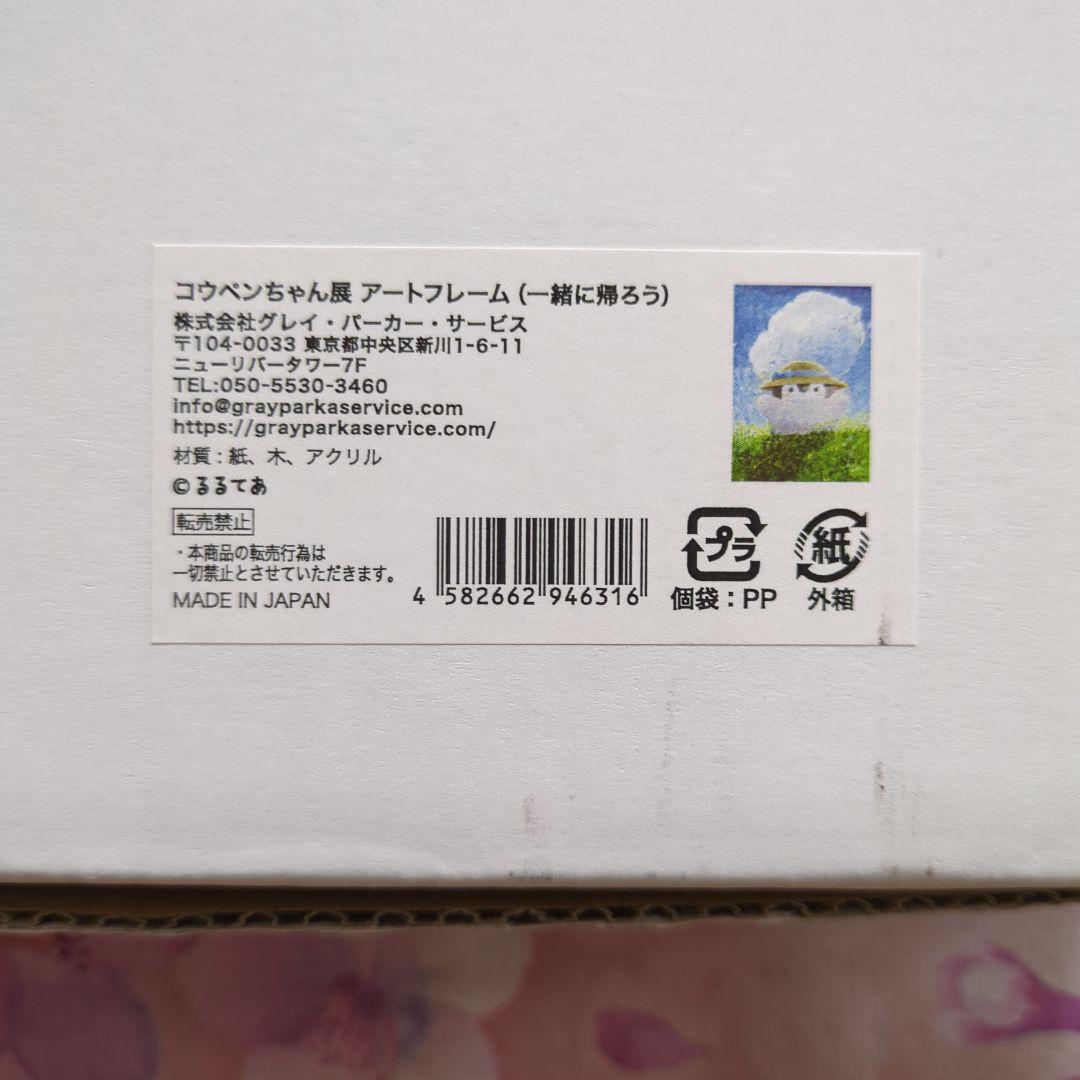 コウペンちゃん展 アートフレーム（一緒に帰ろう）
株式会社グレイ・パーカー・サービス
〒104-0033 東京都中央区新川1-6-11
ニューリバータワー7F
TEL:050-5530-3460
info@grayparkaservice.com
https://grayparkaservice.com/
材質：紙、木、アクリル
©るるてあ
転売禁止
・本商品の転売行為は
一切禁止とさせていただきます。
MADE IN JAPAN
4 582662 946316
プラ
個袋：PP
紙
外箱